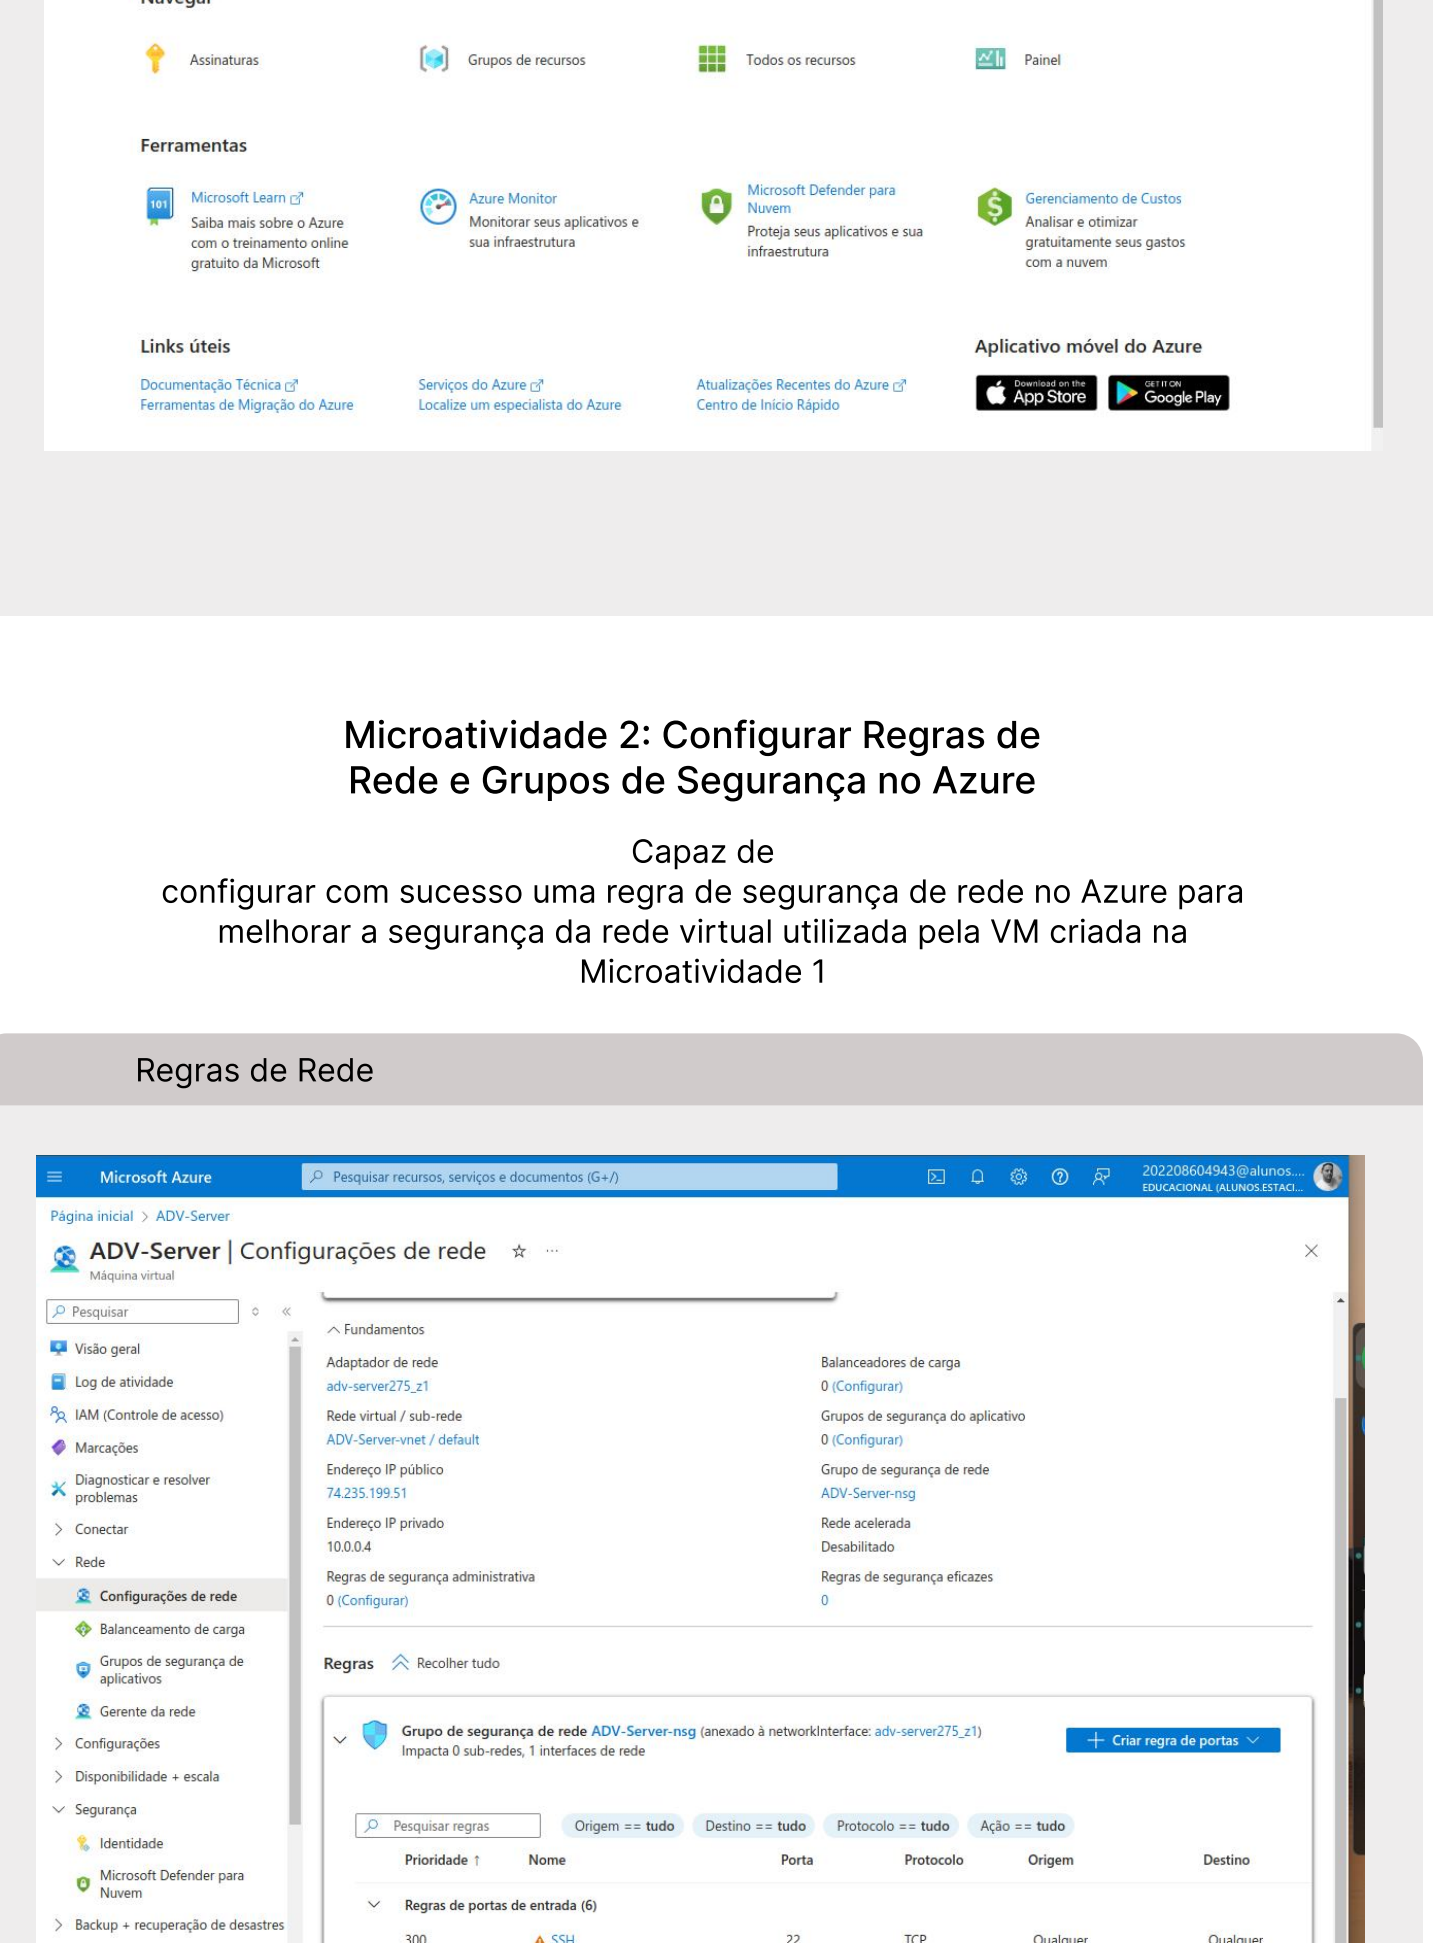 Navegar
Assinaturas
Grupos de recursos
Todos os recursos
Painel
Ferramentas
101
Microsoft Learn
Saiba mais sobre o Azure
com o treinamento online
gratuito da Microsoft
Azure Monitor
Monitorar seus aplicativos e
sua infraestrutura
Microsoft Defender para
Nuvem
Proteja seus aplicativos e sua
infraestrutura
Gerenciamento de Custos
Analisar e otimizar
gratuitamente seus gastos
com a nuvem
Links úteis
Aplicativo móvel do Azure
Documentação Técnica
Ferramentas de Migração do Azure
Serviços do Azure
Localize um especialista do Azure
Atualizações Recentes do Azure
Centro de Início Rápido
Download on the
App Store
GET IT ON
Google Play
Microatividade 2: Configurar Regras de
Rede e Grupos de Segurança no Azure
Capaz de
configurar com sucesso uma regra de segurança de rede no Azure para
melhorar a segurança da rede virtual utilizada pela VM criada na
Microatividade 1
Regras de Rede
Microsoft Azure
Pesquisar recursos, serviços e documentos (G+/)
202208604943@alunos....
EDUCACIONAL (ALUNOS.ESTACI...
Página inicial > ADV-Server
ADV-Server | Configurações de rede
Máquina virtual
Pesquisar
Visão geral
Log de atividade
IAM (Controle de acesso)
Marcações
Diagnosticar e resolver
problemas
Conectar
Rede
Configurações de rede
Balanceamento de carga
Grupos de segurança de
aplicativos
Gerente da rede
Configurações
Disponibilidade + escala
Segurança
Identidade
Microsoft Defender para
Nuvem
Backup + recuperação de desastres
Fundamentos
Adaptador de rede
adv-server275_z1
Rede virtual / sub-rede
ADV-Server-vnet / default
Endereço IP público
74.235.199.51
Endereço IP privado
10.0.0.4
Regras de segurança administrativa
0 (Configurar)
Balanceadores de carga
0 (Configurar)
Grupos de segurança do aplicativo
0 (Configurar)
Grupo de segurança de rede
ADV-Server-nsg
Rede acelerada
Desabilitado
Regras de segurança eficazes
0
Regras
Recolher tudo
Grupo de segurança de rede ADV-Server-nsg (anexado à networkInterface: adv-server275_z1)
Impacta 0 sub-redes, 1 interfaces de rede
Criar regra de portas
Pesquisar regras
Origem == tudo
Destino == tudo
Protocolo == tudo
Ação == tudo
Prioridade ↑ Nome Porta Protocolo Origem Destino
Regras de portas de entrada (6)
300 SSH 22 TCP Qualquer Qualquer